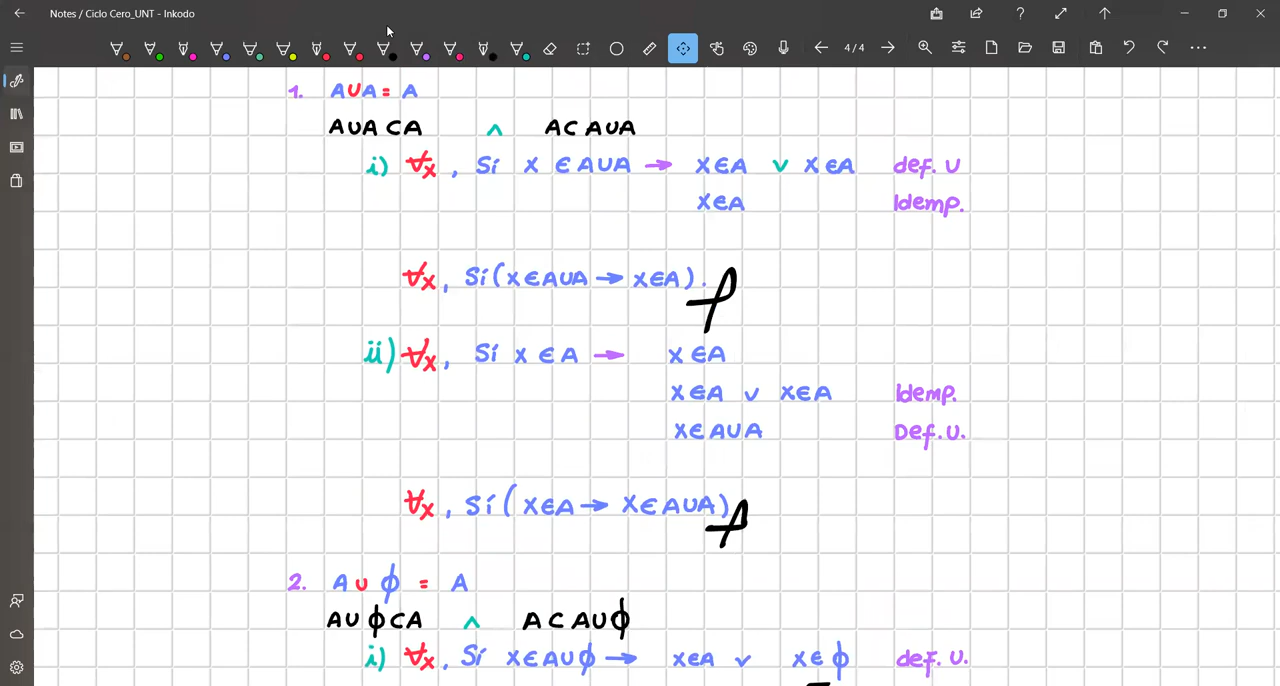 Notes / Ciclo Cero_UNT - Inkodo
4/4
1. A∪A = A
A∪A⊂A ∧ A⊂A∪A
i) ∀x, Sí x ∈ A∪A → x∈A ∨ x∈A def. ∪
x∈A Idemp.
∀x, Sí (x∈A∪A → x∈A).
ii) ∀x, Sí x ∈ A → x∈A
x∈A ∨ x∈A Idemp.
x∈A∪A Def. ∪.
∀x, Sí (x∈A → x∈A∪A)
2. A ∪ ϕ = A
A∪ϕ⊂A ∧ A⊂A∪ϕ
i) ∀x, Sí x∈A∪ϕ → x∈A ∨ x∈ϕ def. ∪.